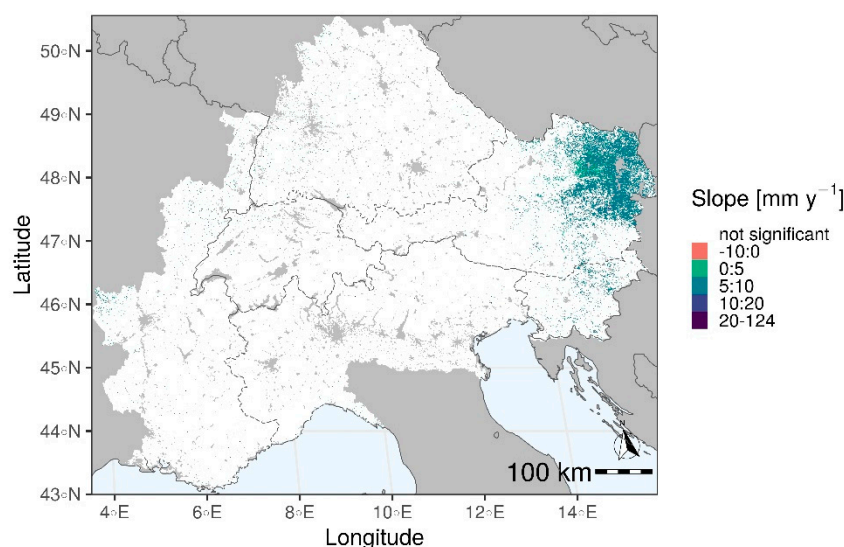 50°N
49°N
48°N
47°N
46°N
45°N
44°N
43°N
Latitude
4°E
6°E
8°E
10°E
12°E
14°E
Longitude
N
100 km
Slope [mm y⁻¹]
not significant
-10:0
0:5
5:10
10:20
20-124